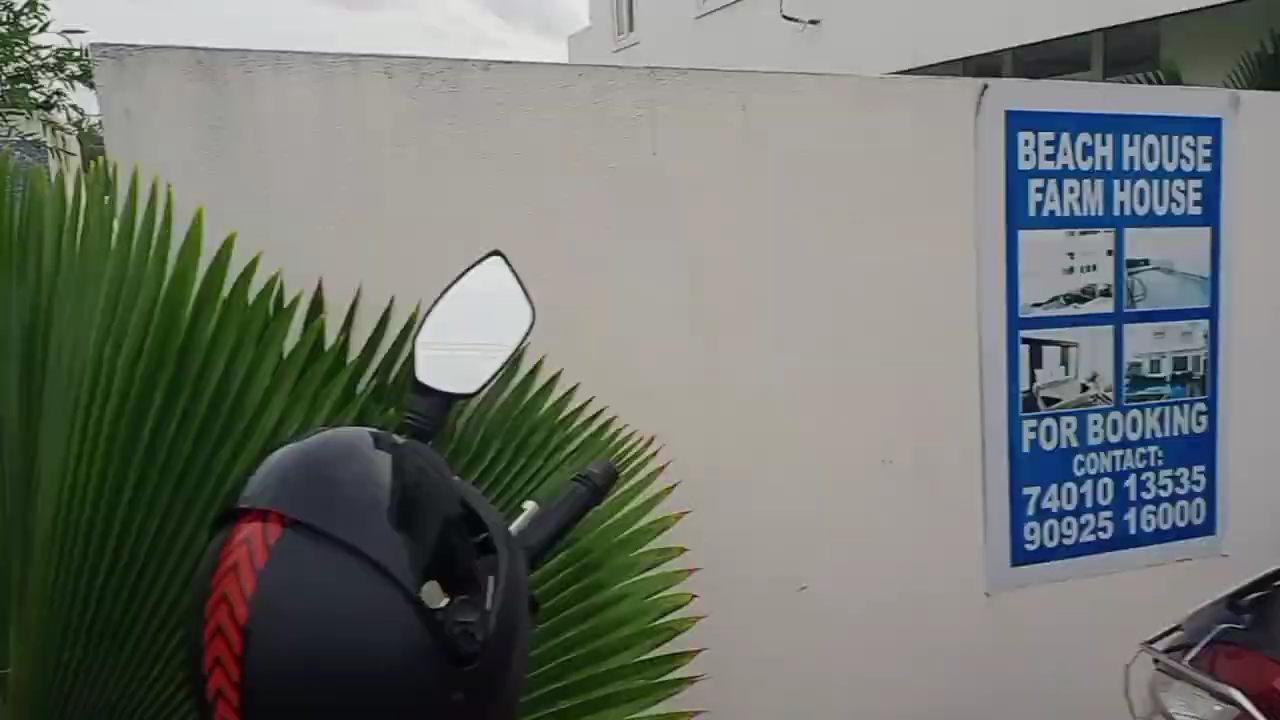 BEACH HOUSE
FARM HOUSE
FOR BOOKING
CONTACT:
74010 13535
90925 16000